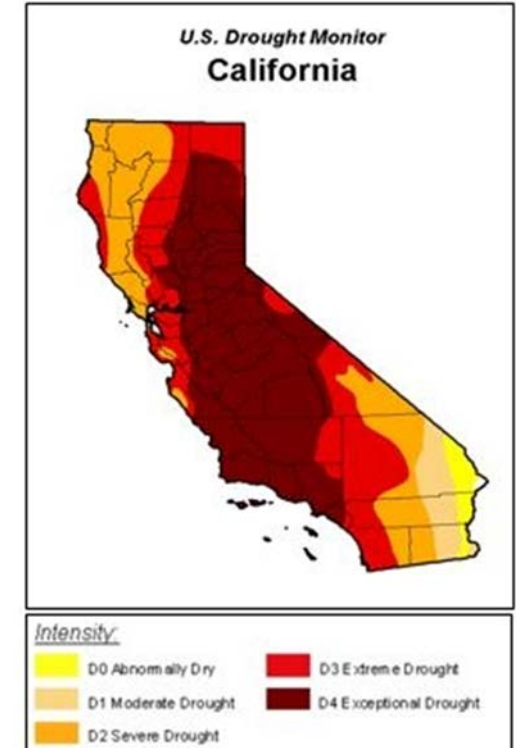 U.S. Drought Monitor
California
Intensity:
D0 Abnormally Dry
D1 Moderate Drought
D2 Severe Drought
D3 Extreme Drought
D4 Exceptional Drought